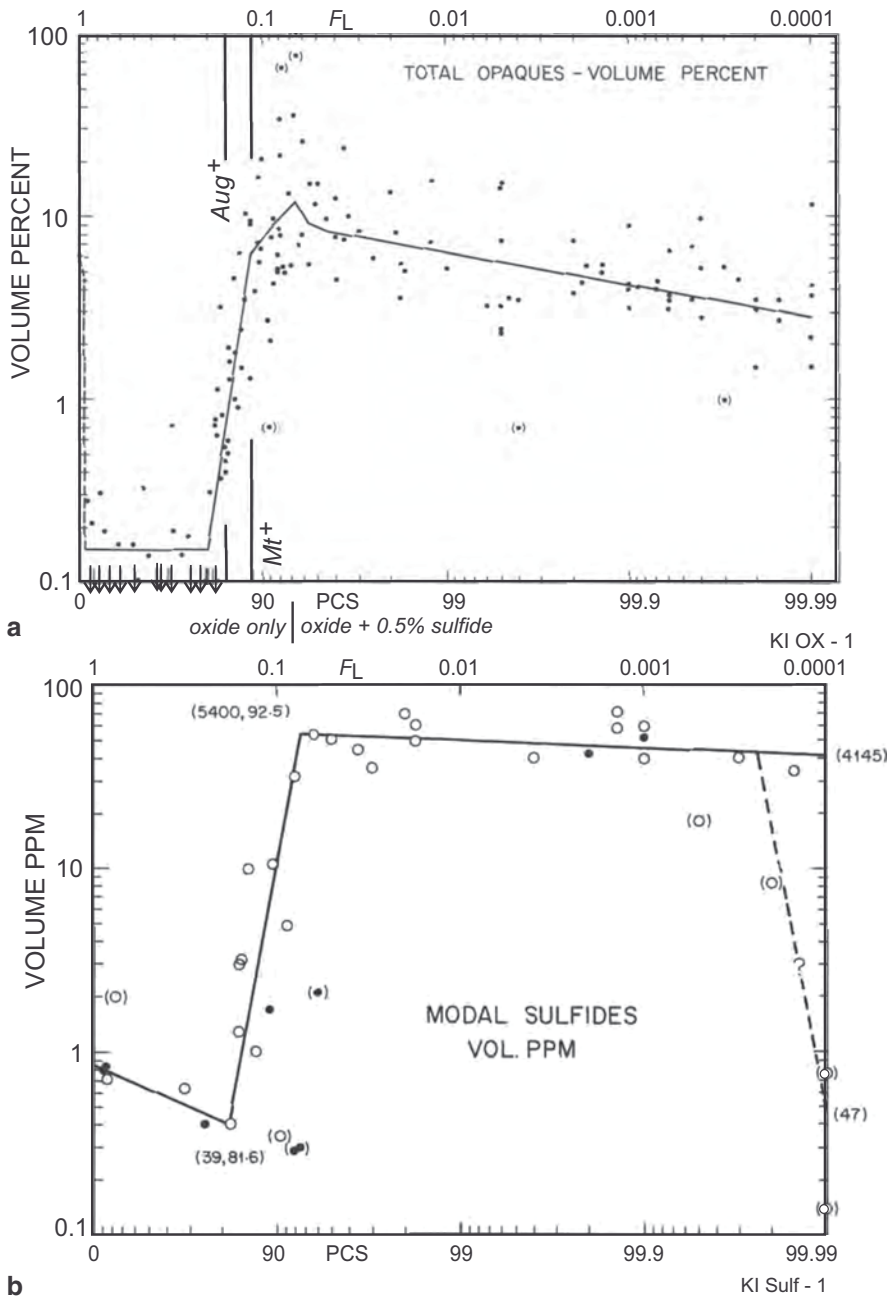 1 0.1 FL 0.01 0.001 0.0001
100
TOTAL OPAQUES – VOLUME PERCENT
Aug+
VOLUME PERCENT
10
1
Mt+
0.1
0 90 PCS 99 99.9 99.99
a
oxide only oxide + 0.5% sulfide
KI OX - 1
1 0.1 FL 0.01 0.001 0.0001
100
(5400, 92.5)
(4145)
10
VOLUME PPM
MODAL SULFIDES
VOL. PPM
1
(47)
(39,81.6)
0.1
0 90 PCS 99 99.9 99.99
b
KI Sulf - 1